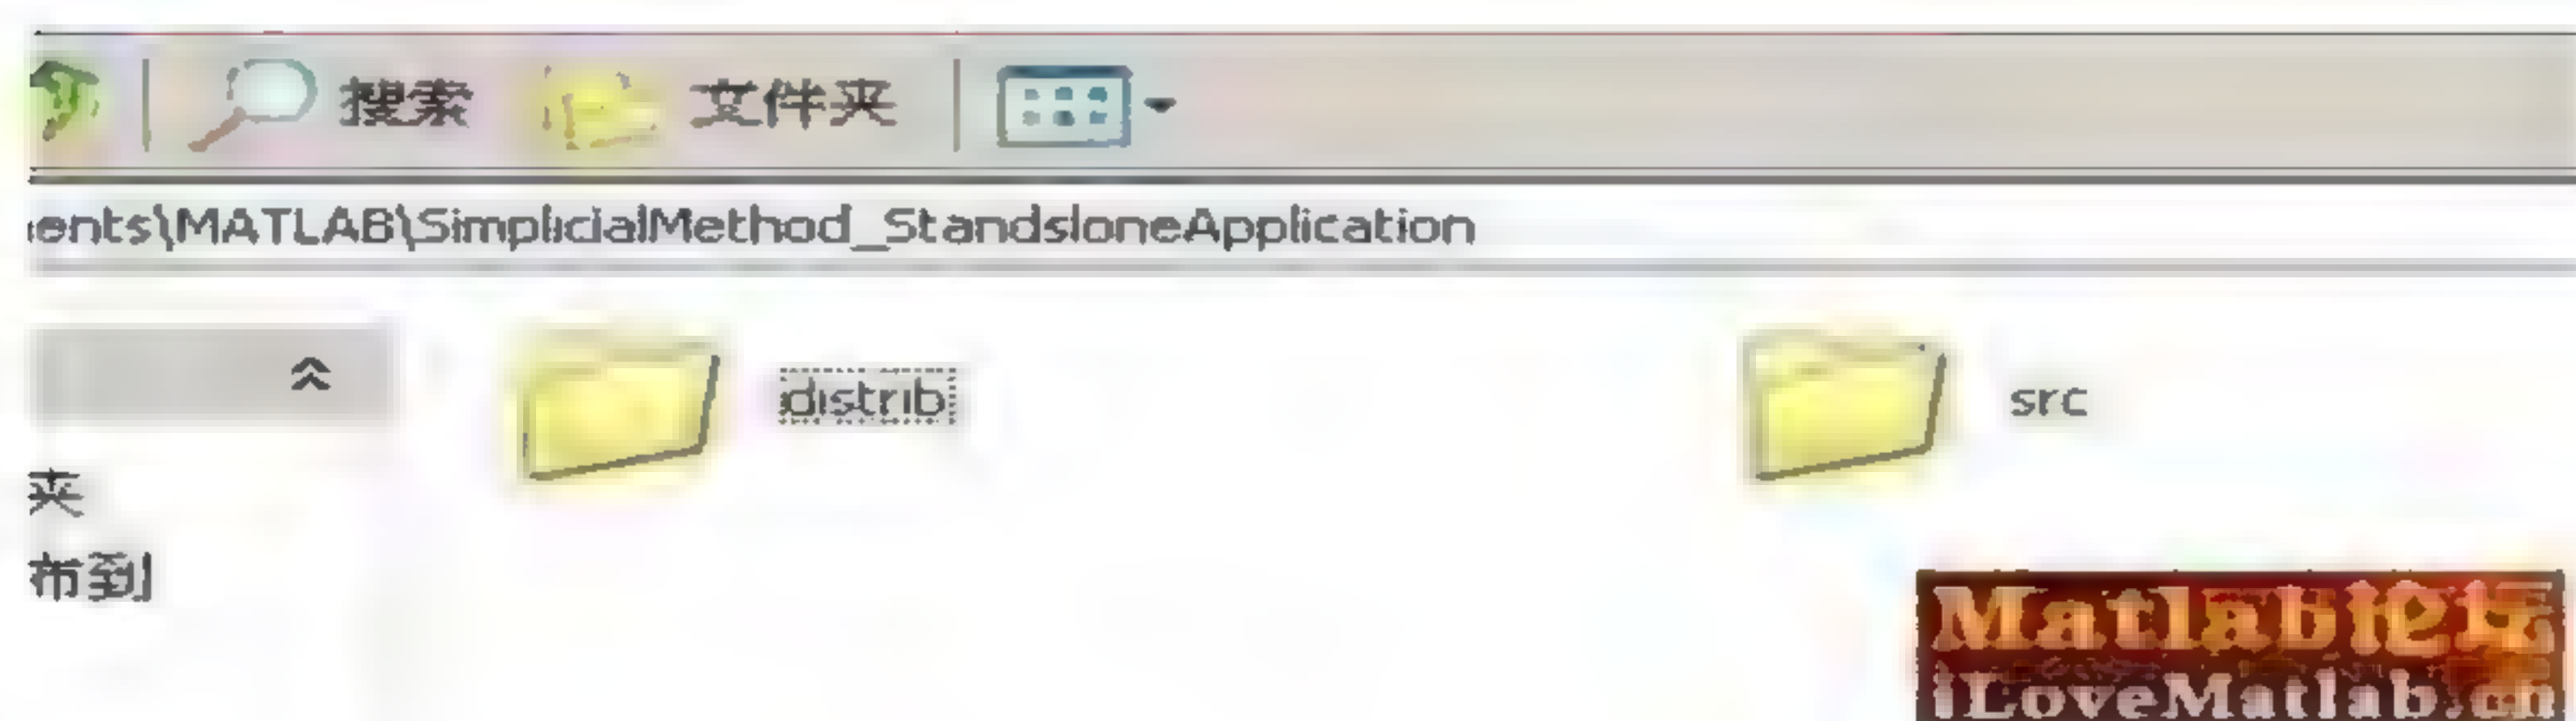 搜索 文件夹
ents\MATLAB\SimplicialMethod_StandsloneApplication
distrib src
夹
布到
Matlab论坛
iLoveMatlab.cn